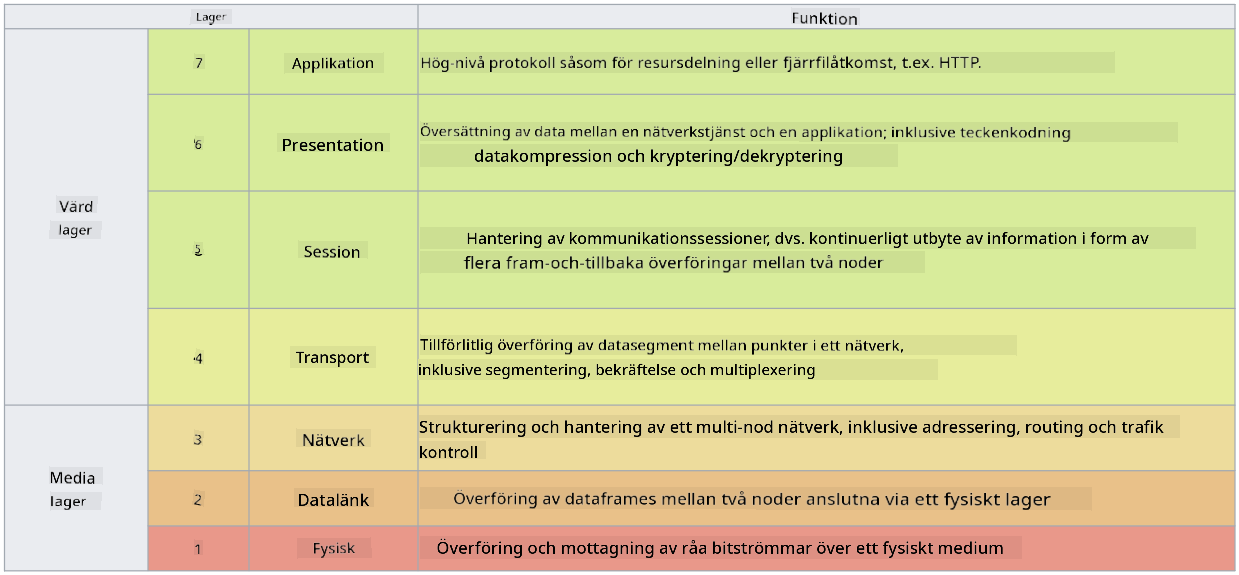 Lager
Funktion
Värd
lager
7
Applikation
Hög-nivå protokoll såsom för resursdelning eller fjärrfilåtkomst, t.ex. HTTP.
6
Presentation
Översättning av data mellan en nätverkstjänst och en applikation; inklusive teckenkodning
datakompression och kryptering/dekryptering
5
Session
Hantering av kommunikationssessioner, dvs. kontinuerligt utbyte av information i form av
flera fram-och-tillbaka överföringar mellan två noder
4
Transport
Tillförlitlig överföring av datasegment mellan punkter i ett nätverk,
inklusive segmentering, bekräftelse och multiplexering
Media
lager
3
Nätverk
Strukturering och hantering av ett multi-nod nätverk, inklusive adressering, routing och trafik
kontroll
2
Datalänk
Överföring av dataframes mellan två noder anslutna via ett fysiskt lager
1
Fysisk
Överföring och mottagning av råa bitströmmar över ett fysiskt medium